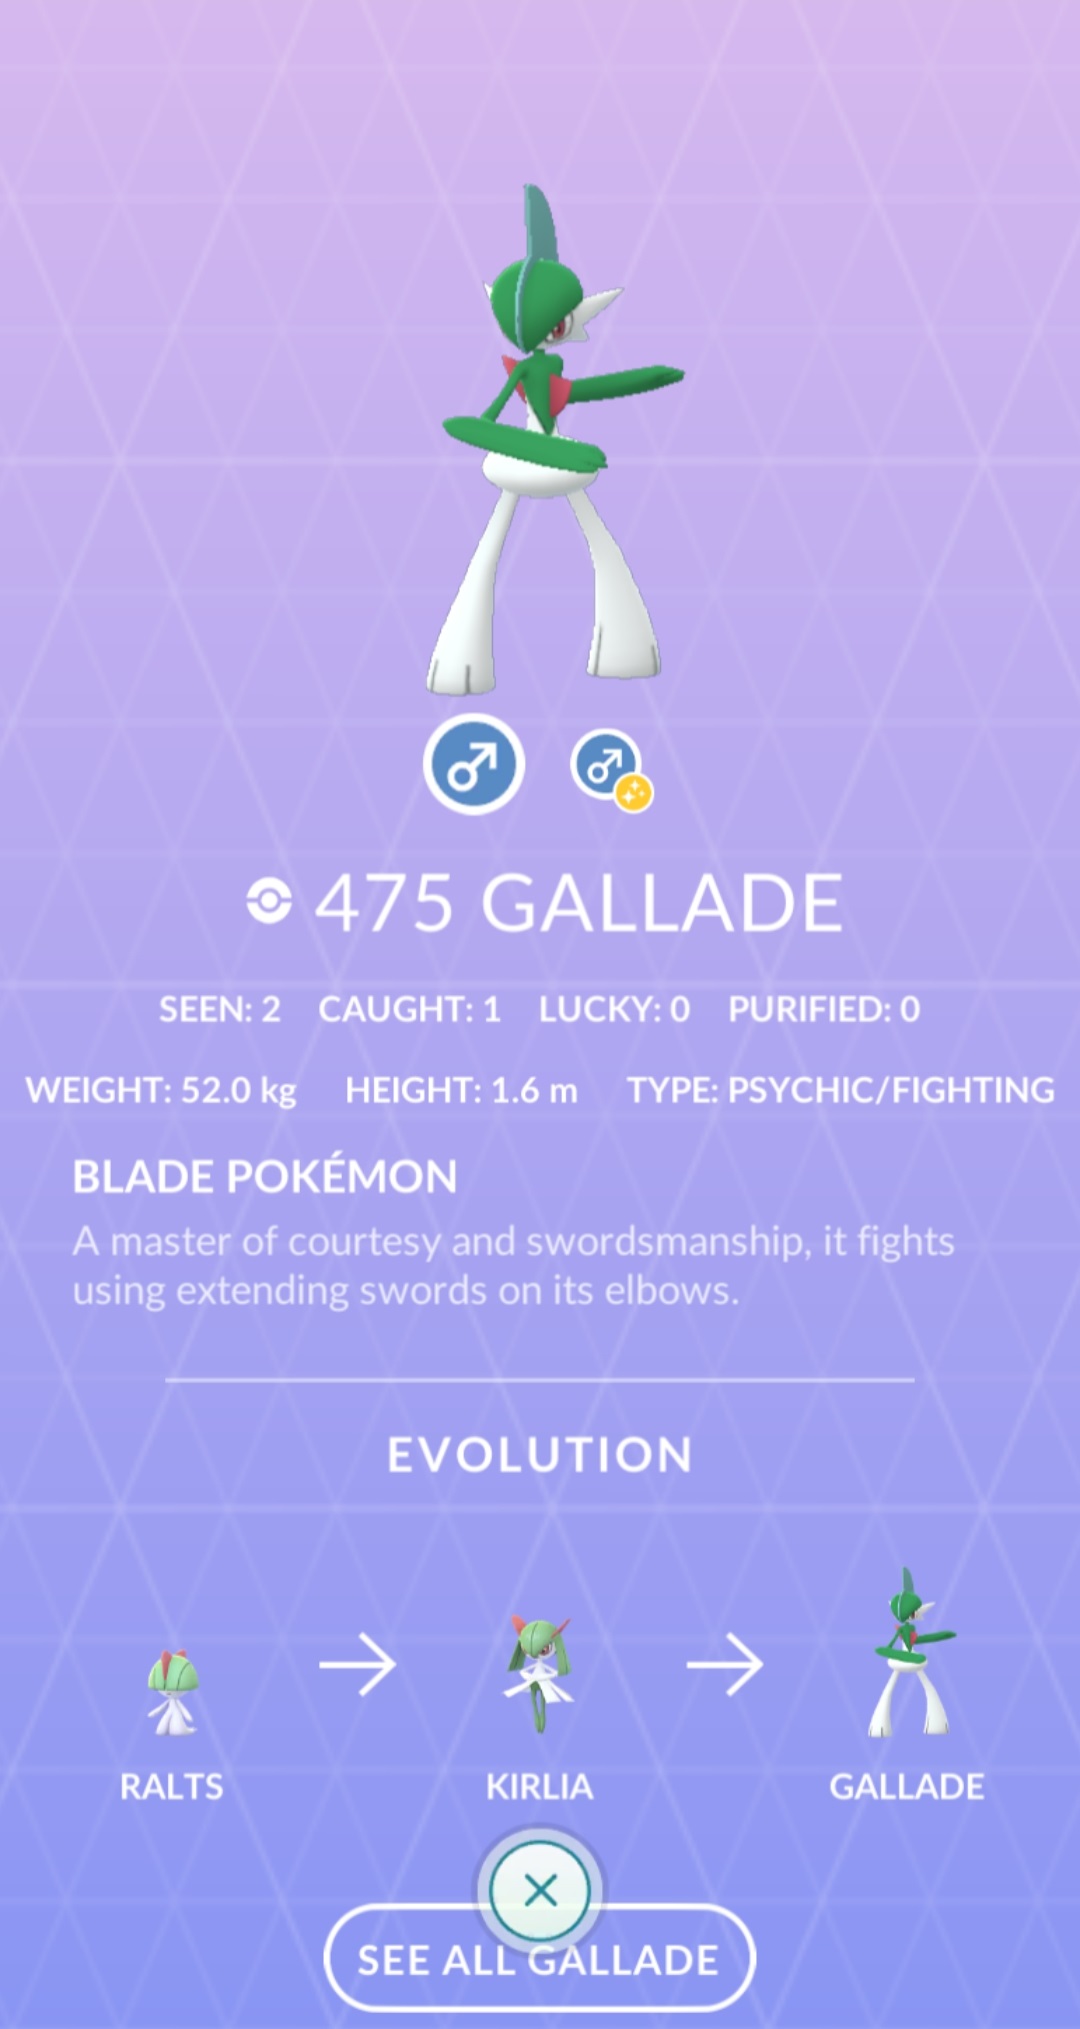 475 GALLADE
SEEN: 2 CAUGHT: 1 LUCKY: 0 PURIFIED: 0
WEIGHT: 52.0 kg HEIGHT: 1.6 m TYPE: PSYCHIC/FIGHTING
BLADE POKÉMON
A master of courtesy and swordsmanship, it fights
using extending swords on its elbows.
EVOLUTION
RALTS KIRLIA GALLADE
SEE ALL GALLADE